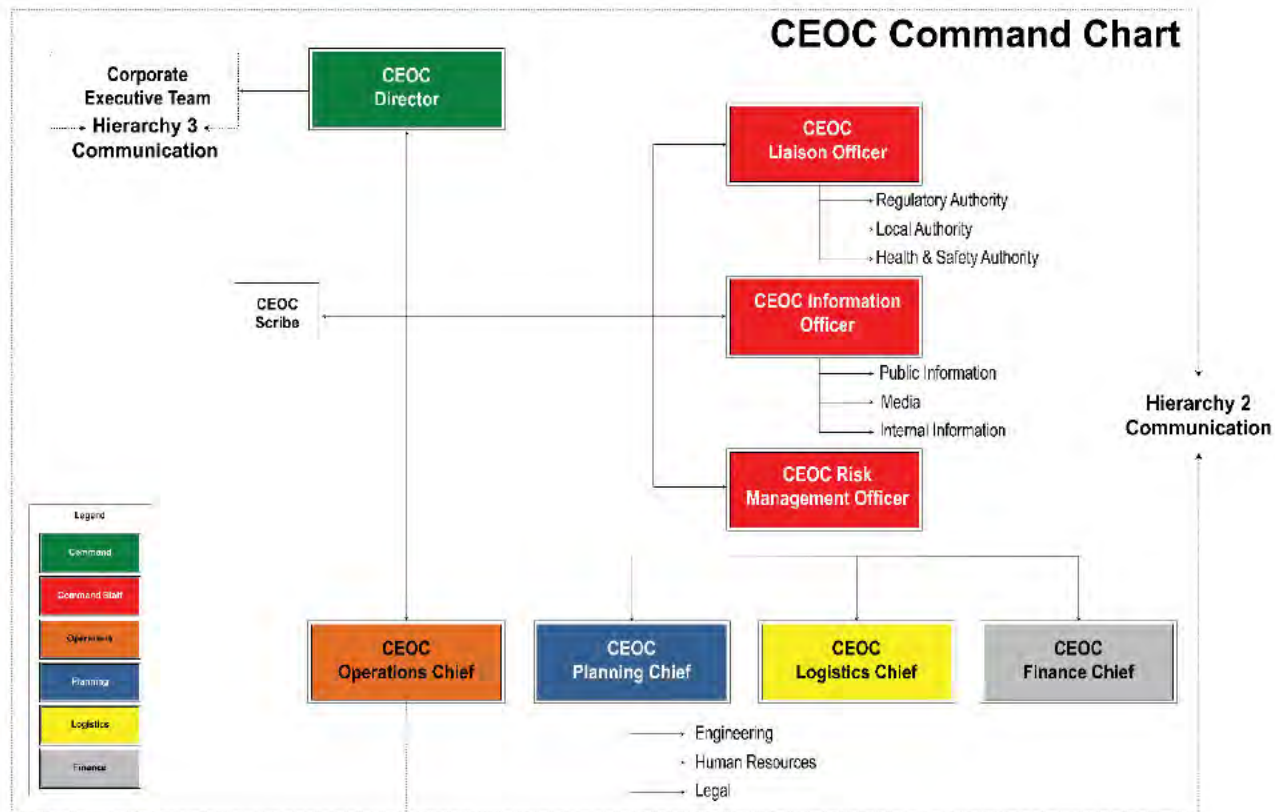 CEOC Command Chart
Corporate
Executive Team
Hierarchy 3
Communication
CEOC
Director
CEOC
Liaison Officer
Regulatory Authority
Local Authority
Health & Safety Authority
CEOC
Scribe
CEOC Information
Officer
Public Information
Media
Internal Information
Hierarchy 2
Communication
CEOC Risk
Management Officer
Legend
Command
Command Staff
Operations
Planning
Logistics
Finance
CEOC
Operations Chief
CEOC
Planning Chief
CEOC
Logistics Chief
CEOC
Finance Chief
Engineering
Human Resources
Legal